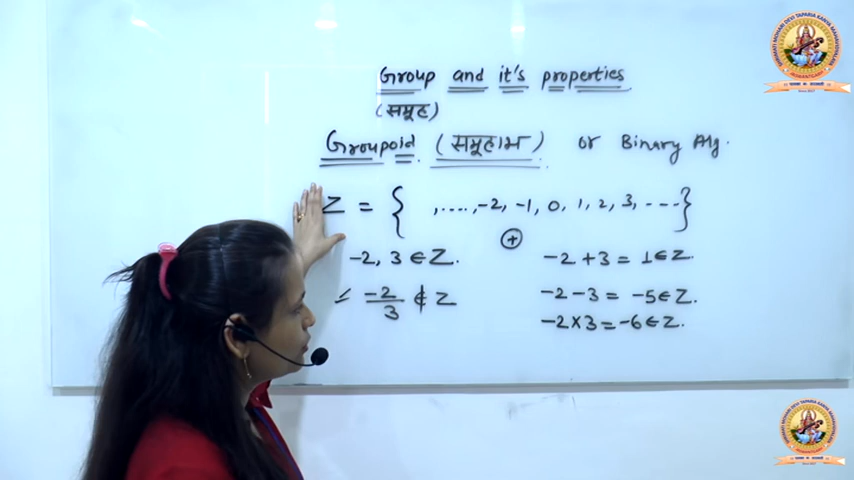 Group and it's properties
(समूह)
Groupoid (समूहाभ) or Binary Alg.
Z = { ,....,-2, -1, 0, 1, 2, 3, ---- }
-2, 3 ∈ Z. ⊕ -2+3 = 1 ∈ Z.
-2/3 ∉ Z -2-3 = -5 ∈ Z.
-2×3 = -6 ∈ Z.